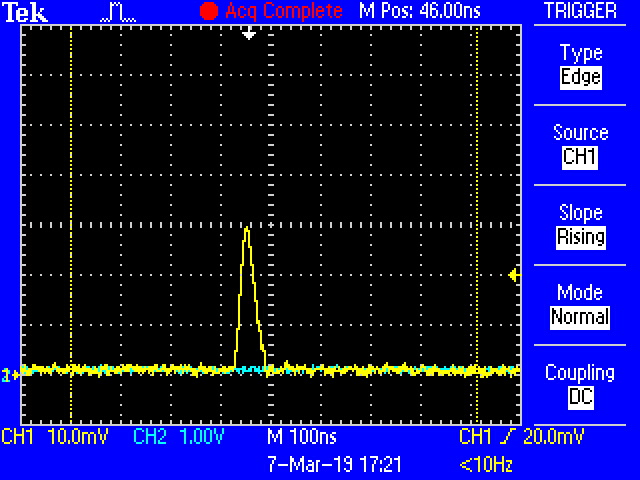 Tek Acq Complete M Pos: 46.00ns TRIGGER
Type
Edge
Source
CH1
Slope
Rising
Mode
Normal
Coupling
DC
CH1 10.0mV CH2 1.00V M 100ns CH1 20.0mV
7-Mar-19 17:21 <10Hz